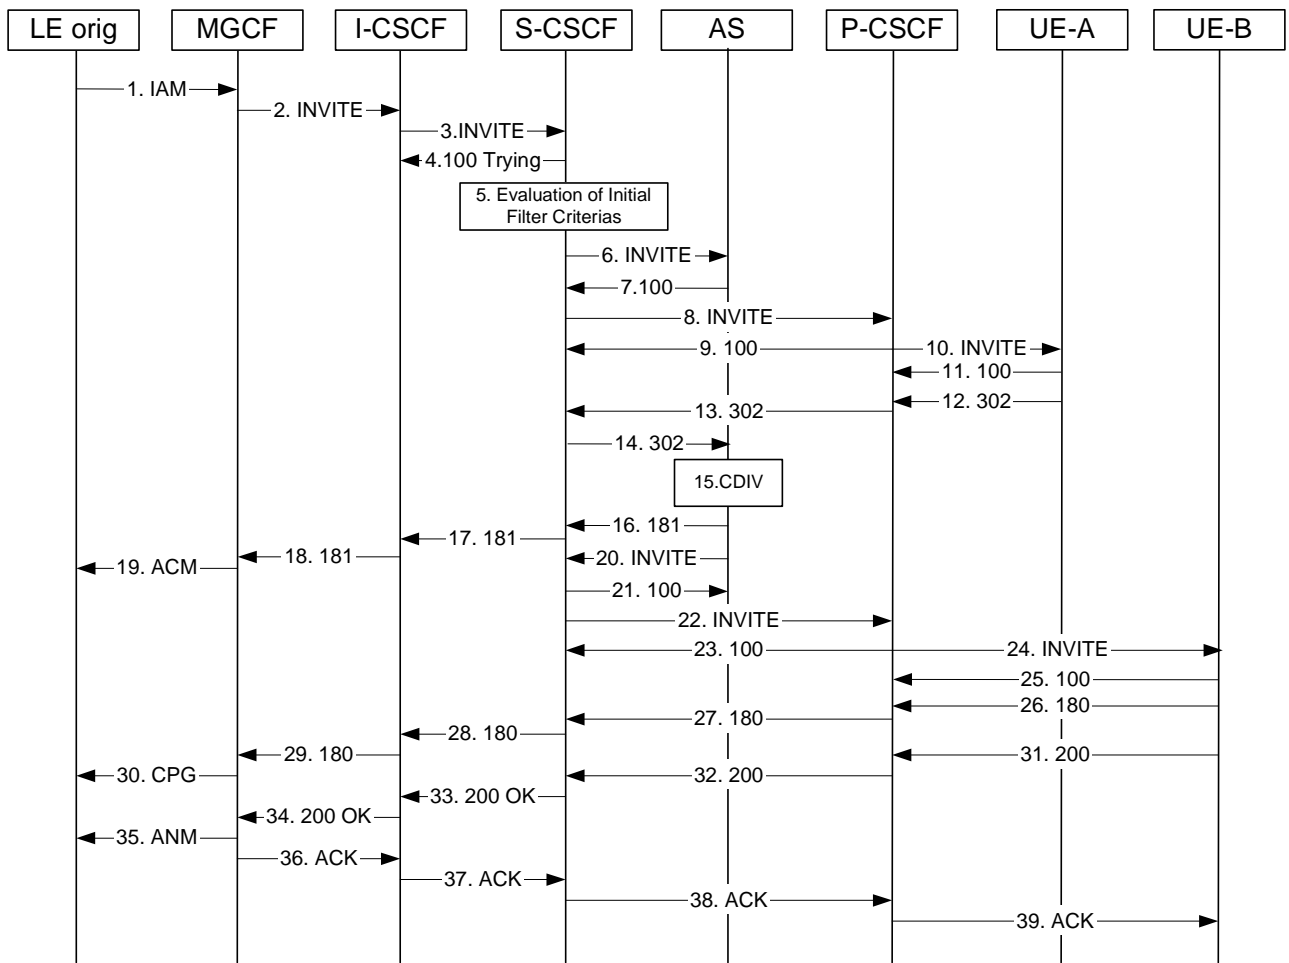 LE orig
MGCF
I-CSCF
S-CSCF
AS
P-CSCF
UE-A
UE-B
1. IAM
2. INVITE
3.INVITE
4.100 Trying
5. Evaluation of Initial
Filter Criterias
6. INVITE
7.100
8. INVITE
9. 100
10. INVITE
11. 100
12. 302
13. 302
14. 302
15.CDIV
16. 181
17. 181
18. 181
19. ACM
20. INVITE
21. 100
22. INVITE
23. 100
24. INVITE
25. 100
26. 180
27. 180
28. 180
29. 180
30. CPG
31. 200
32. 200
33. 200 OK
34. 200 OK
35. ANM
36. ACK
37. ACK
38. ACK
39. ACK